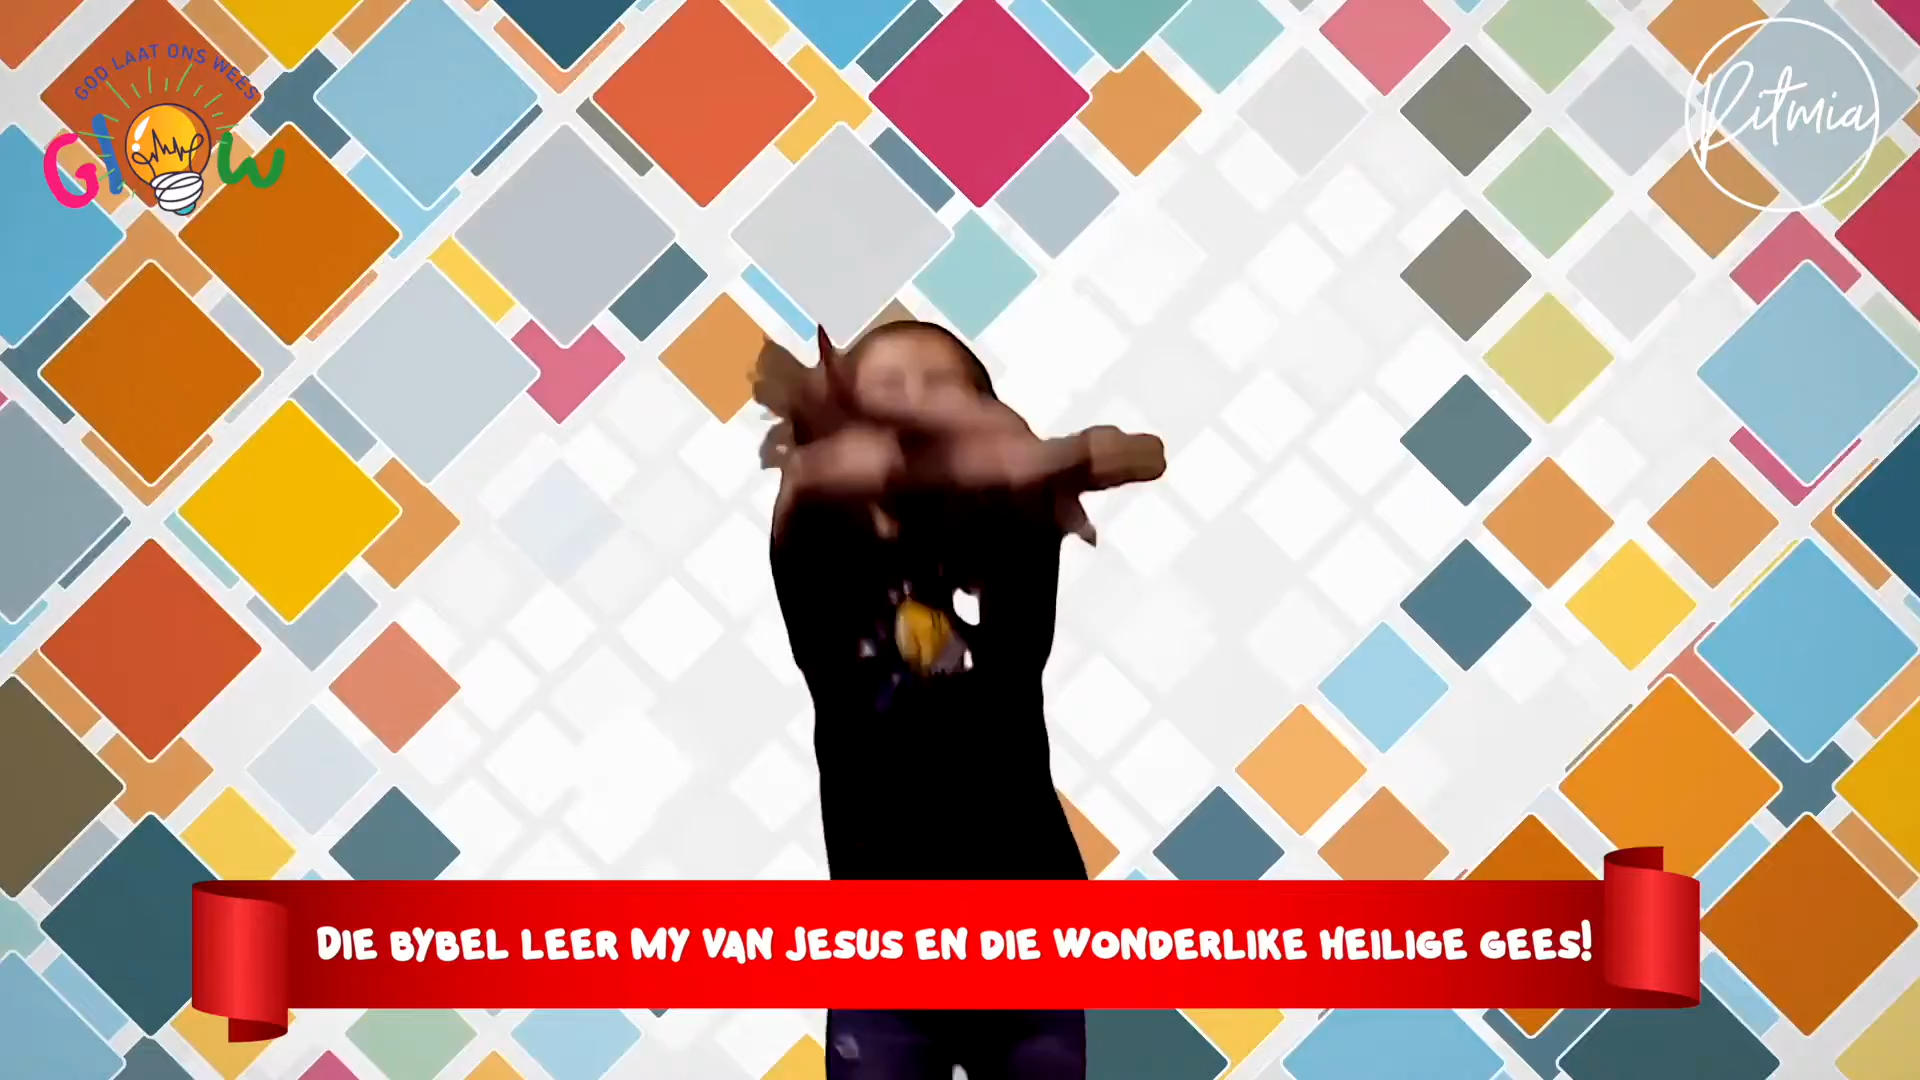 GOD LAAT ONS WEES
GLOW
Ritmia
DIE BYBEL LEER MY VAN JESUS EN DIE WONDERLIKE HEILIGE GEES!